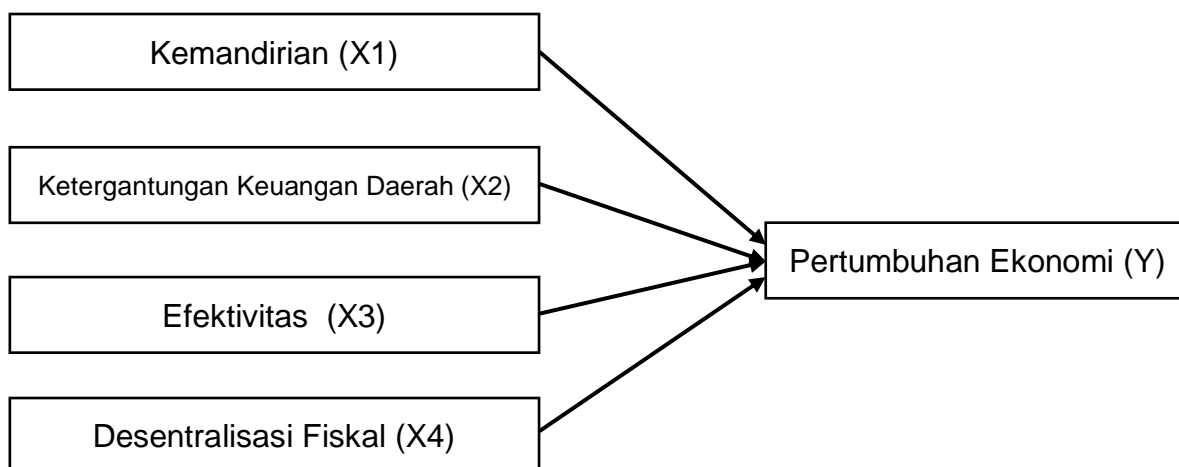 Kemandirian (X1)
Ketergantungan Keuangan Daerah (X2)
Pertumbuhan Ekonomi (Y)
Efektivitas  (X3)
Desentralisasi Fiskal (X4)